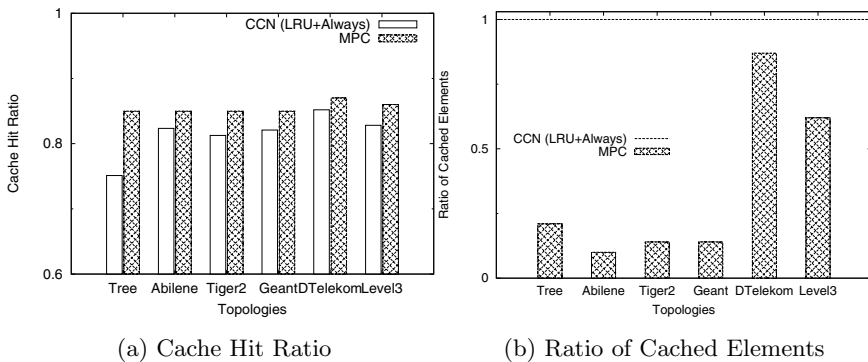 1
0.8
0.6
Cache Hit Ratio
CCN (LRU+Always)
MPC
Tree Abilene Tiger2 GeantDTelekomLevel3
Topologies
(a) Cache Hit Ratio
1
0.5
0
Ratio of Cached Elements
CCN (LRU+Always)
MPC
Tree Abilene Tiger2 Geant DTelekom Level3
Topologies
(b) Ratio of Cached Elements